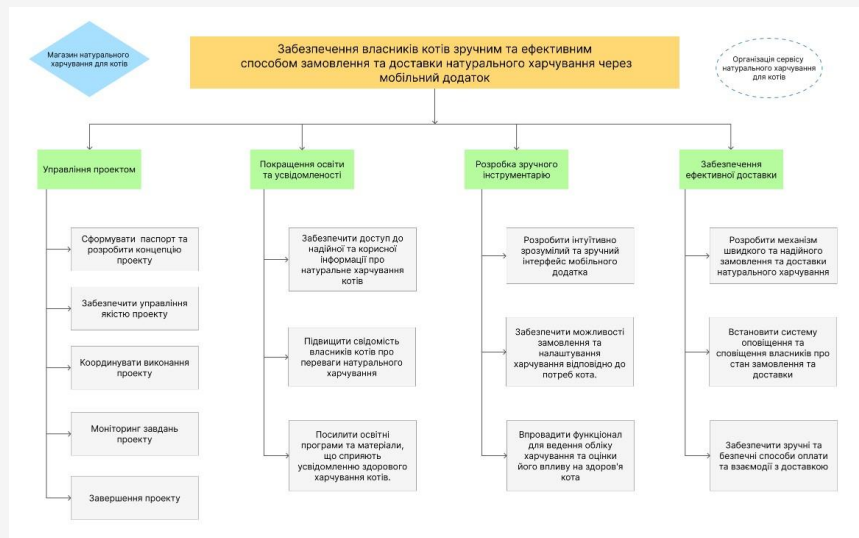 Магазин натурального
харчування для котів
Забезпечення власників котів зручним та ефективним
способом замовлення та доставки натурального харчування через
мобільний додаток
Організація сервісу
натурального харчування
для котів
Управління проектом
Покращення освіти
та усвідомленості
Розробка зручного
інструментарію
Забезпечення
ефективної доставки
Сформувати паспорт та
розробити концепцію
проекту
Забезпечити управління
якістю проекту
Координувати виконання
проекту
Моніторинг завдань
проекту
Завершення проекту
Забезпечити доступ до
надійної та корисної
інформації про
натуральне харчування
котів
Підвищити свідомість
власників котів про
переваги натурального
харчування
Посилити освітні
програми та матеріали,
що сприяють
усвідомленню здорового
харчування котів.
Розробити інтуїтивно
зрозумілий та зручний
інтерфейс мобільного
додатка
Забезпечити можливості
замовлення та
налаштування
харчування відповідно до
потреб кота.
Впровадити функціонал
для ведення обліку
харчування та оцінки
його впливу на здоров'я
кота
Розробити механізм
швидкого та надійного
замовлення та доставки
натурального харчування
Встановити систему
оповіщення та
сповіщення власників про
стан замовлення та
доставки
Забезпечити зручні та
безпечні способи оплати
та взаємодії з доставкою